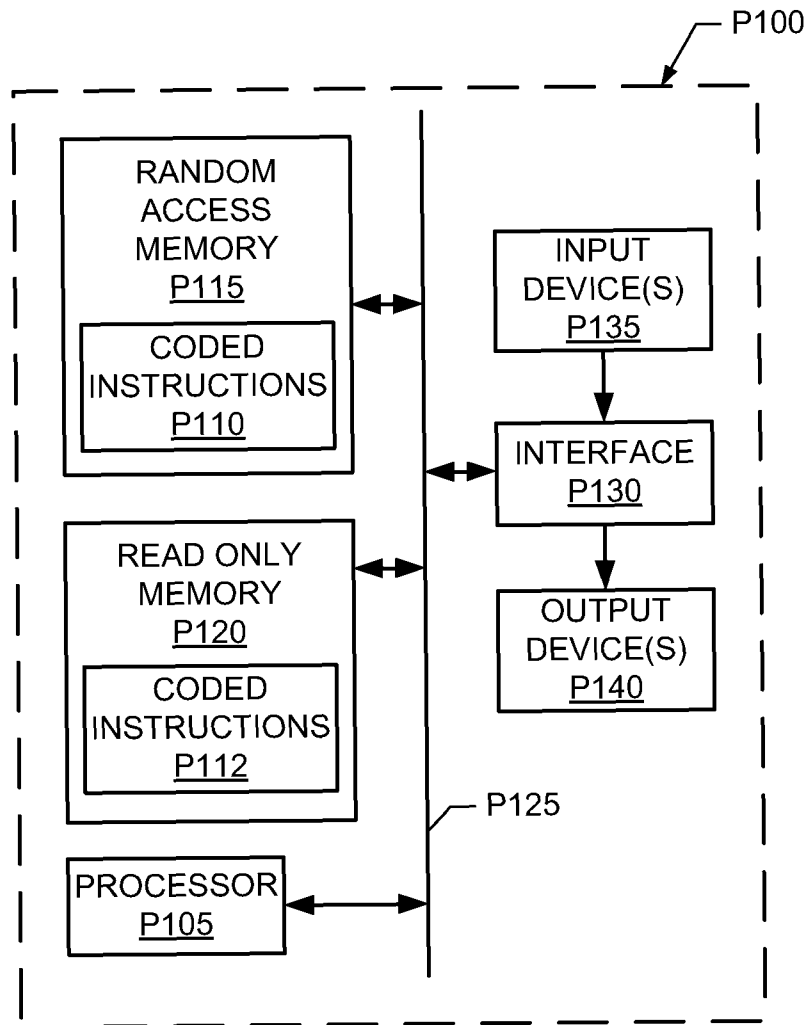 P100
RANDOM
ACCESS
MEMORY
P115
CODED
INSTRUCTIONS
P110
READ ONLY
MEMORY
P120
CODED
INSTRUCTIONS
P112
PROCESSOR
P105
INPUT
DEVICE(S)
P135
INTERFACE
P130
OUTPUT
DEVICE(S)
P140
P125